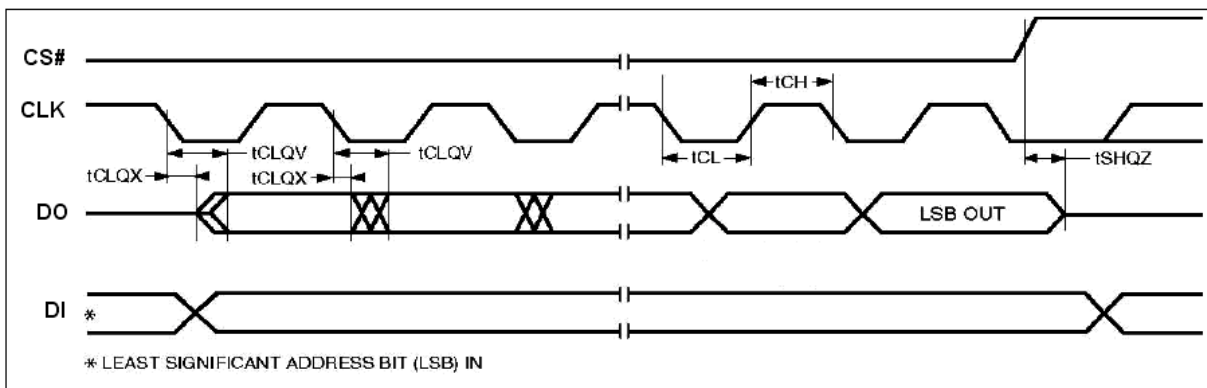 CS#
tCH
CLK
tCLQV
tCLQV
tCL
tSHQZ
tCLQX
tCLQX
DO
LSB OUT
DI
*
* LEAST SIGNIFICANT ADDRESS BIT (LSB) IN